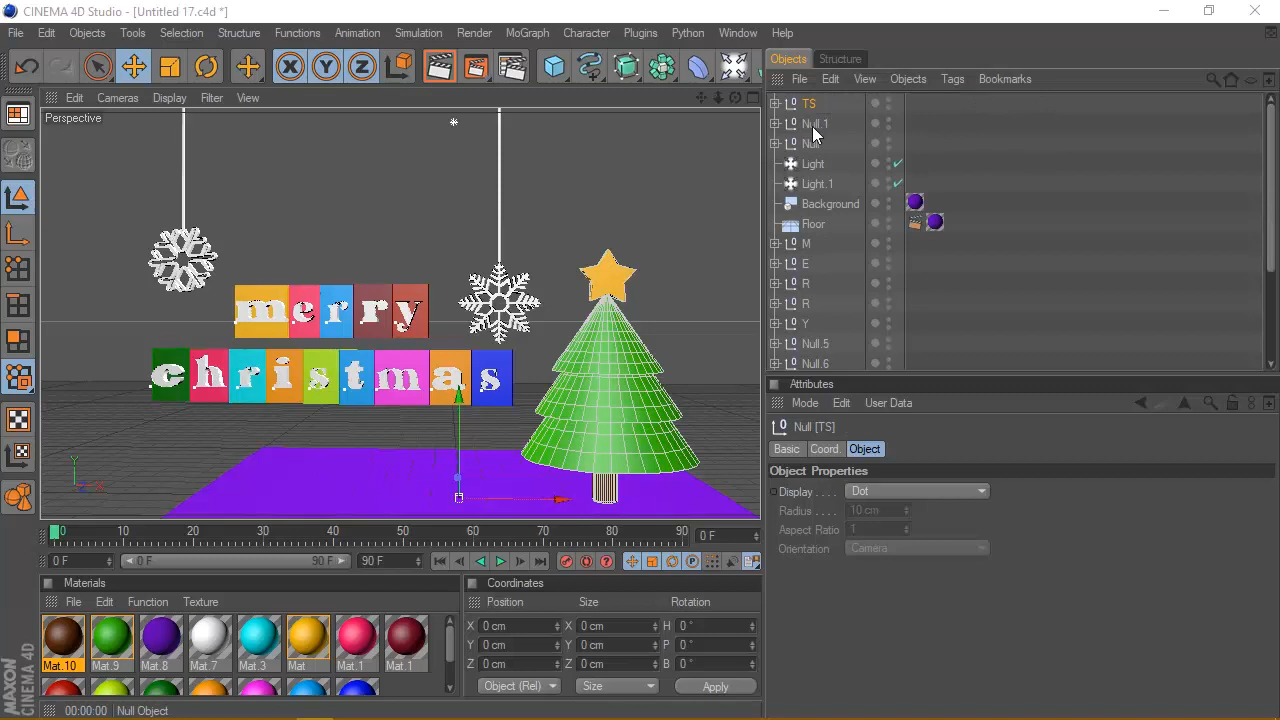 CINEMA 4D Studio - [Untitled 17.c4d *]
File Edit Objects Tools Selection Structure Functions Animation Simulation Render MoGraph Character Plugins Python Window Help
Objects Structure
File Edit View Objects Tags Bookmarks
Edit Cameras Display Filter View
Perspective
TS
Null.1
Null
Light
Light.1
Background
Floor
M
E
R
R
Y
Null.5
Null.6
merry
christmas
Y
X
Z
Attributes
Mode Edit User Data
Null [TS]
Basic Coord. Object
Object Properties
Display . . . . Dot
Radius . . . . 10 cm
Aspect Ratio 1
Orientation Camera
0 10 20 30 40 50 60 70 80 90 0 F
0 F 0 F 90 F 90 F
Materials
File Edit Function Texture
Mat.10 Mat.9 Mat.8 Mat.7 Mat.3 Mat Mat.1 Mat.1
Coordinates
Position Size Rotation
X 0 cm X 0 cm H 0 °
Y 0 cm Y 0 cm P 0 °
Z 0 cm Z 0 cm B 0 °
Object (Rel) Size Apply
MAXON
CINEMA 4D
00:00:00 Null Object